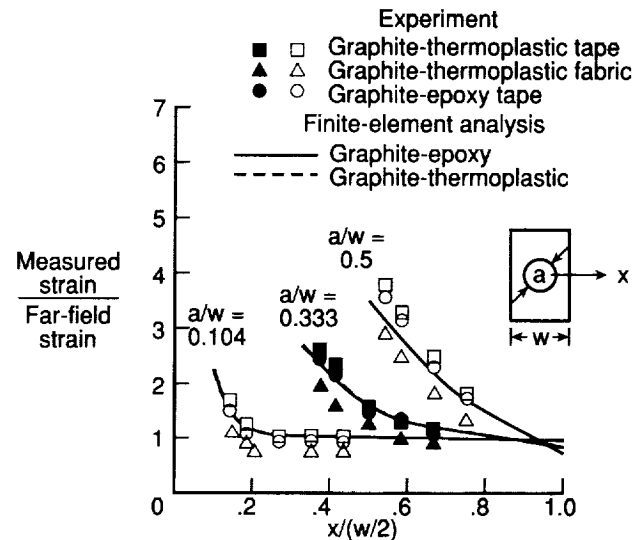 Experiment
Graphite-thermoplastic tape
Graphite-thermoplastic fabric
Graphite-epoxy tape
Finite-element analysis
Graphite-epoxy
Graphite-thermoplastic
7
6
5
4
3
2
1
0
Measured
strain
Far-field
strain
a/w =
0.104
a/w =
0.333
a/w =
0.5
a
x
w
.2
.4
.6
.8
1.0
x/(w/2)